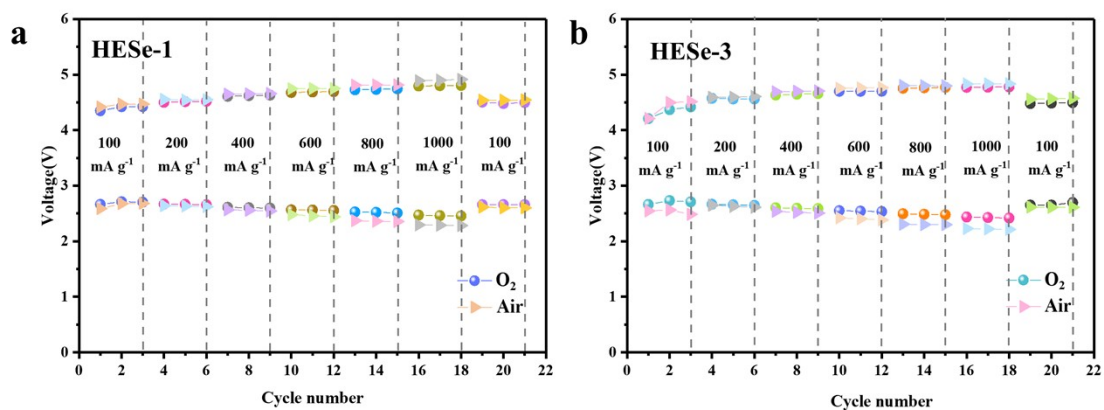 a
HESe-1
Voltage(V)
6
5
4
3
2
1
0
100 mA g⁻¹
200 mA g⁻¹
400 mA g⁻¹
600 mA g⁻¹
800 mA g⁻¹
1000 mA g⁻¹
100 mA g⁻¹
O₂
Air
0 2 4 6 8 10 12 14 16 18 20 22
Cycle number
b
HESe-3
Voltage(V)
6
5
4
3
2
1
0
100 mA g⁻¹
200 mA g⁻¹
400 mA g⁻¹
600 mA g⁻¹
800 mA g⁻¹
1000 mA g⁻¹
100 mA g⁻¹
O₂
Air
0 2 4 6 8 10 12 14 16 18 20 22
Cycle number